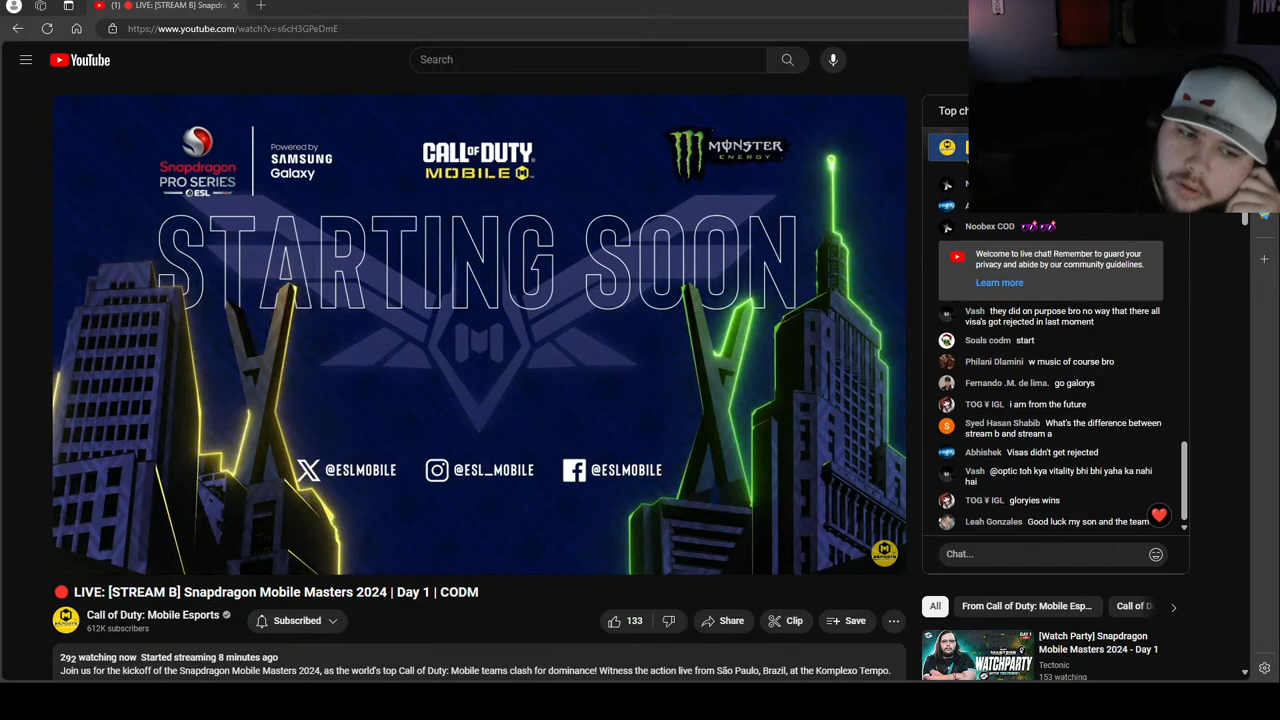 (1) 🔴 LIVE: [STREAM B] Snapdr
https://www.youtube.com/watch?v=s6cH3GPeDmE
YouTube
Search
Snapdragon
PRO SERIES
ESL
Powered by
SAMSUNG
Galaxy
CALL OF DUTY
MOBILE
MONSTER
ENERGY
STARTING SOON
@ESLMOBILE
@ESL_MOBILE
@ESLMOBILE
Top ch
Noobex COD
Welcome to live chat! Remember to guard your
privacy and abide by our community guidelines.
Learn more
Vash they did on purpose bro no way that there all
visa's got rejected in last moment
Soals codm start
Philani Dlamini w music of course bro
Fernando .M. de lima. go galorys
TOG ¥ IGL i am from the future
Syed Hasan Shabib What's the difference between
stream b and stream a
Abhishek Visas didn't get rejected
Vash @optic toh kya vitality bhi bhi yaha ka nahi
hai
TOG ¥ IGL gloryies wins
Leah Gonzales Good luck my son and the team
Chat...
🔴 LIVE: [STREAM B] Snapdragon Mobile Masters 2024 | Day 1 | CODM
Call of Duty: Mobile Esports
612K subscribers
Subscribed
133
Share
Clip
Save
292 watching now Started streaming 8 minutes ago
Join us for the kickoff of the Snapdragon Mobile Masters 2024, as the world's top Call of Duty: Mobile teams clash for dominance! Witness the action live from São Paulo, Brazil, at the Komplexo Tempo.
All
From Call of Duty: Mobile Esp...
Call of D
[Watch Party] Snapdragon
Mobile Masters 2024 - Day 1
Tectonic
153 watching
MASTERS
WATCHPARTY